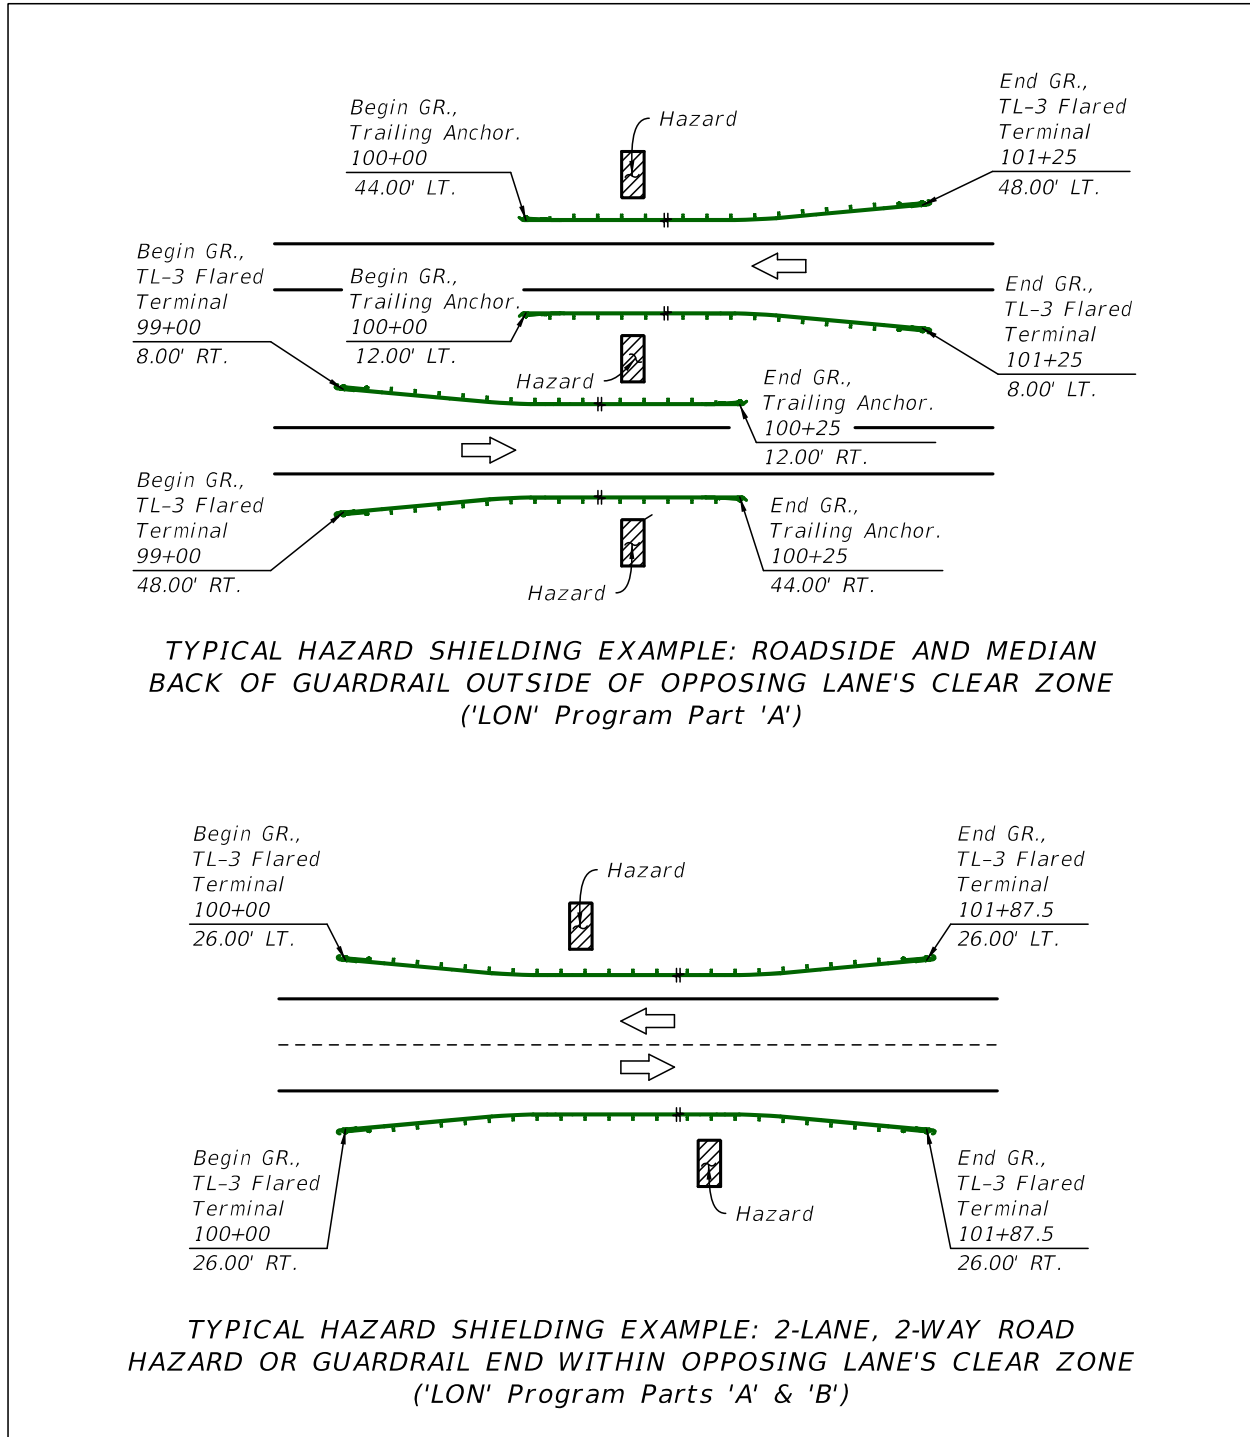 Begin GR.,
Trailing Anchor.
100+00
44.00' LT.
Hazard
End GR.,
TL-3 Flared
Terminal
101+25
48.00' LT.
Begin GR.,
TL-3 Flared
Terminal
99+00
8.00' RT.
Begin GR.,
Trailing Anchor.
100+00
12.00' LT.
End GR.,
TL-3 Flared
Terminal
101+25
8.00' LT.
Hazard
End GR.,
Trailing Anchor.
100+25
12.00' RT.
Begin GR.,
TL-3 Flared
Terminal
99+00
48.00' RT.
Hazard
End GR.,
Trailing Anchor.
100+25
44.00' RT.
TYPICAL HAZARD SHIELDING EXAMPLE: ROADSIDE AND MEDIAN
BACK OF GUARDRAIL OUTSIDE OF OPPOSING LANE'S CLEAR ZONE
('LON' Program Part 'A')
Begin GR.,
TL-3 Flared
Terminal
100+00
26.00' LT.
Hazard
End GR.,
TL-3 Flared
Terminal
101+87.5
26.00' LT.
Begin GR.,
TL-3 Flared
Terminal
100+00
26.00' RT.
Hazard
End GR.,
TL-3 Flared
Terminal
101+87.5
26.00' RT.
TYPICAL HAZARD SHIELDING EXAMPLE: 2-LANE, 2-WAY ROAD
HAZARD OR GUARDRAIL END WITHIN OPPOSING LANE'S CLEAR ZONE
('LON' Program Parts 'A' & 'B')